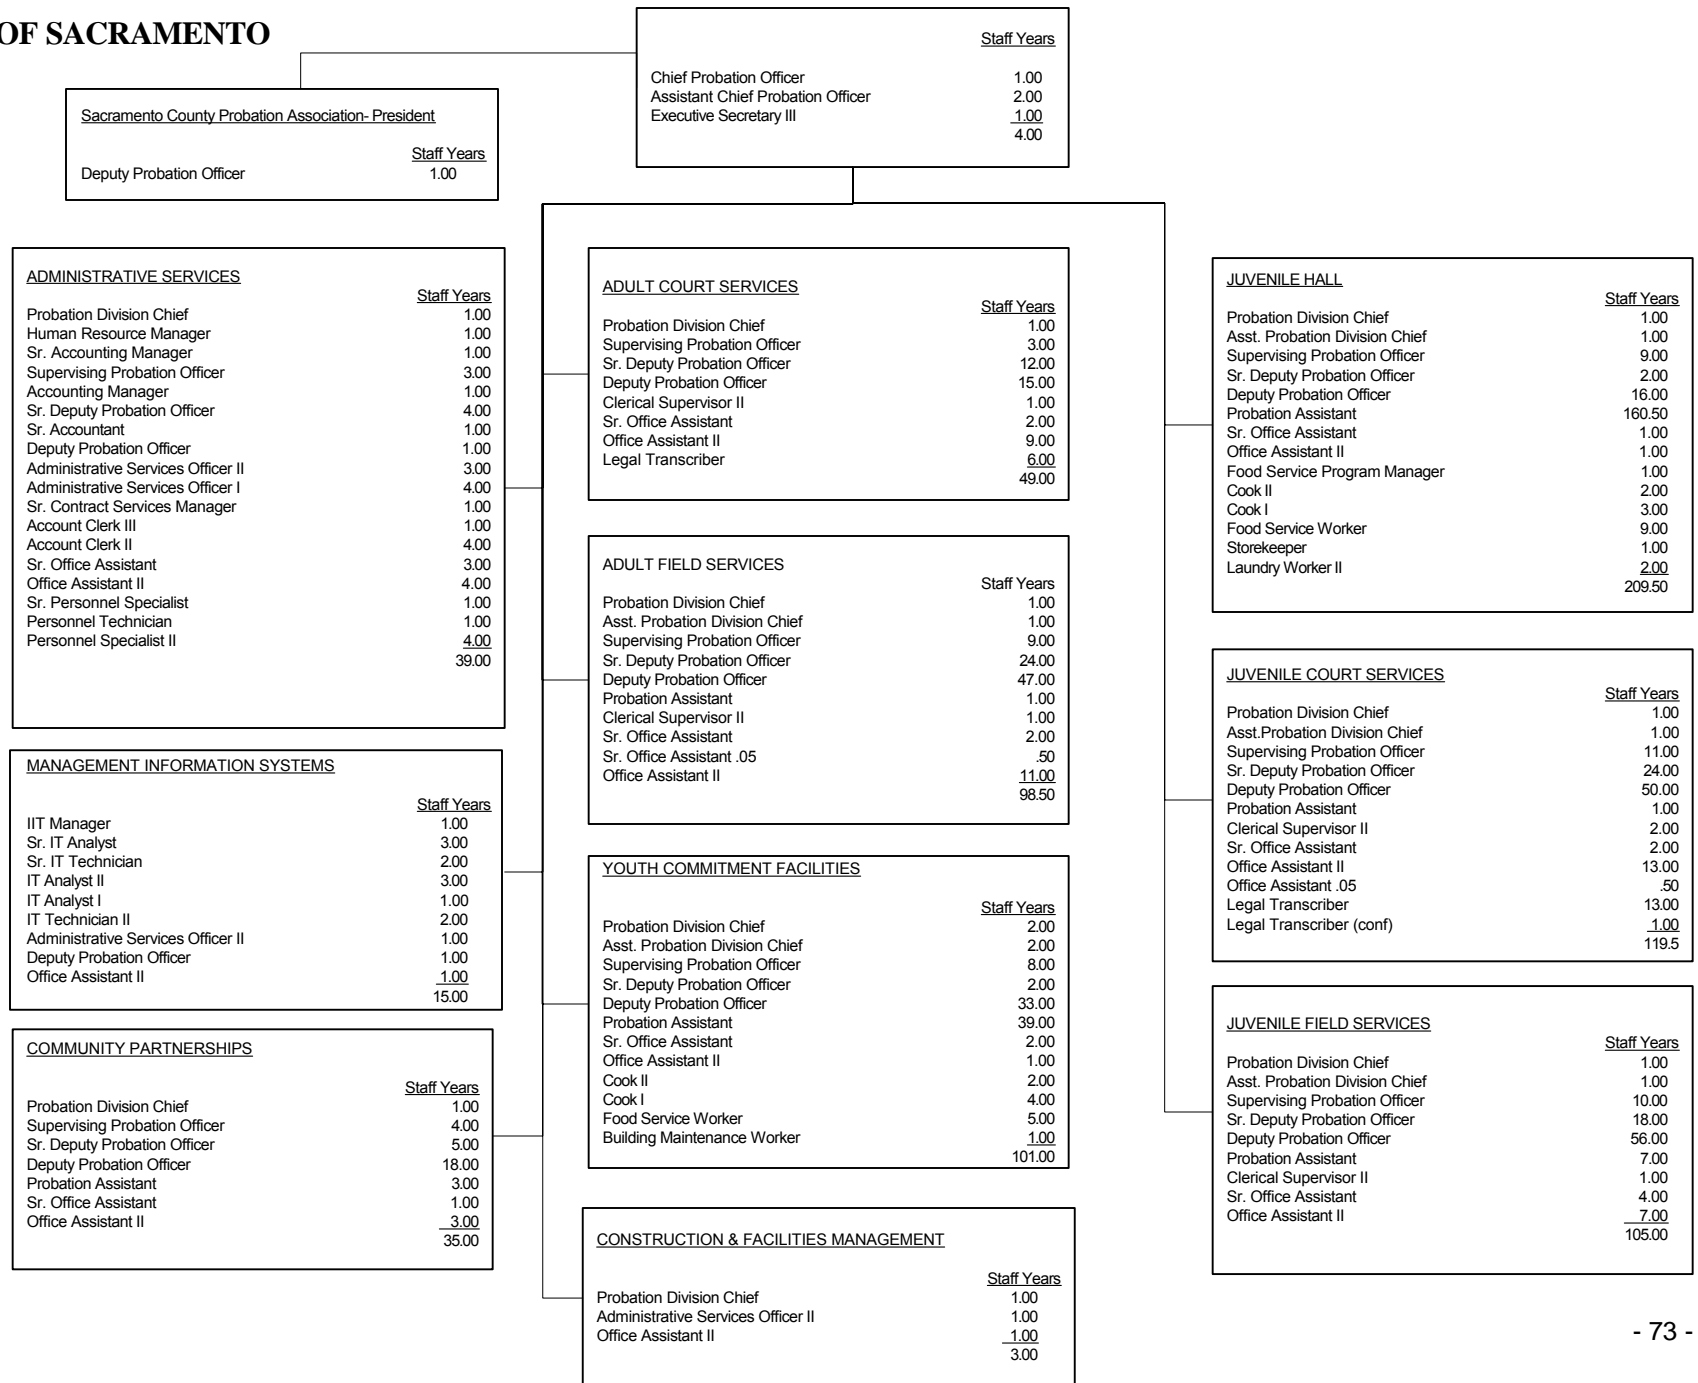 OF SACRAMENTO
Staff Years
Chief Probation Officer 1.00
Assistant Chief Probation Officer 2.00
Executive Secretary III 1.00
4.00
Sacramento County Probation Association- President
Staff Years
Deputy Probation Officer 1.00
ADMINISTRATIVE SERVICES
Staff Years
Probation Division Chief 1.00
Human Resource Manager 1.00
Sr. Accounting Manager 1.00
Supervising Probation Officer 3.00
Accounting Manager 1.00
Sr. Deputy Probation Officer 4.00
Sr. Accountant 1.00
Deputy Probation Officer 1.00
Administrative Services Officer II 3.00
Administrative Services Officer I 4.00
Sr. Contract Services Manager 1.00
Account Clerk III 1.00
Account Clerk II 4.00
Sr. Office Assistant 3.00
Office Assistant II 4.00
Sr. Personnel Specialist 1.00
Personnel Technician 1.00
Personnel Specialist II 4.00
39.00
MANAGEMENT INFORMATION SYSTEMS
Staff Years
IIT Manager 1.00
Sr. IT Analyst 3.00
Sr. IT Technician 2.00
IT Analyst II 3.00
IT Analyst I 1.00
IT Technician II 2.00
Administrative Services Officer II 1.00
Deputy Probation Officer 1.00
Office Assistant II 1.00
15.00
COMMUNITY PARTNERSHIPS
Staff Years
Probation Division Chief 1.00
Supervising Probation Officer 4.00
Sr. Deputy Probation Officer 5.00
Deputy Probation Officer 18.00
Probation Assistant 3.00
Sr. Office Assistant 1.00
Office Assistant II 3.00
35.00
ADULT COURT SERVICES
Staff Years
Probation Division Chief 1.00
Supervising Probation Officer 3.00
Sr. Deputy Probation Officer 12.00
Deputy Probation Officer 15.00
Clerical Supervisor II 1.00
Sr. Office Assistant 2.00
Office Assistant II 9.00
Legal Transcriber 6.00
49.00
ADULT FIELD SERVICES
Staff Years
Probation Division Chief 1.00
Asst. Probation Division Chief 1.00
Supervising Probation Officer 9.00
Sr. Deputy Probation Officer 24.00
Deputy Probation Officer 47.00
Probation Assistant 1.00
Clerical Supervisor II 1.00
Sr. Office Assistant 2.00
Sr. Office Assistant .05 .50
Office Assistant II 11.00
98.50
YOUTH COMMITMENT FACILITIES
Staff Years
Probation Division Chief 2.00
Asst. Probation Division Chief 2.00
Supervising Probation Officer 8.00
Sr. Deputy Probation Officer 2.00
Deputy Probation Officer 33.00
Probation Assistant 39.00
Sr. Office Assistant 2.00
Office Assistant II 1.00
Cook II 2.00
Cook I 4.00
Food Service Worker 5.00
Building Maintenance Worker 1.00
101.00
CONSTRUCTION & FACILITIES MANAGEMENT
Staff Years
Probation Division Chief 1.00
Administrative Services Officer II 1.00
Office Assistant II 1.00
3.00
JUVENILE HALL
Staff Years
Probation Division Chief 1.00
Asst. Probation Division Chief 1.00
Supervising Probation Officer 9.00
Sr. Deputy Probation Officer 2.00
Deputy Probation Officer 16.00
Probation Assistant 160.50
Sr. Office Assistant 1.00
Office Assistant II 1.00
Food Service Program Manager 1.00
Cook II 2.00
Cook I 3.00
Food Service Worker 9.00
Storekeeper 1.00
Laundry Worker II 2.00
209.50
JUVENILE COURT SERVICES
Staff Years
Probation Division Chief 1.00
Asst.Probation Division Chief 1.00
Supervising Probation Officer 11.00
Sr. Deputy Probation Officer 24.00
Deputy Probation Officer 50.00
Probation Assistant 1.00
Clerical Supervisor II 2.00
Sr. Office Assistant 2.00
Office Assistant II 13.00
Office Assistant .05 .50
Legal Transcriber 13.00
Legal Transcriber (conf) 1.00
119.5
JUVENILE FIELD SERVICES
Staff Years
Probation Division Chief 1.00
Asst. Probation Division Chief 1.00
Supervising Probation Officer 10.00
Sr. Deputy Probation Officer 18.00
Deputy Probation Officer 56.00
Probation Assistant 7.00
Clerical Supervisor II 1.00
Sr. Office Assistant 4.00
Office Assistant II 7.00
105.00
- 73 -